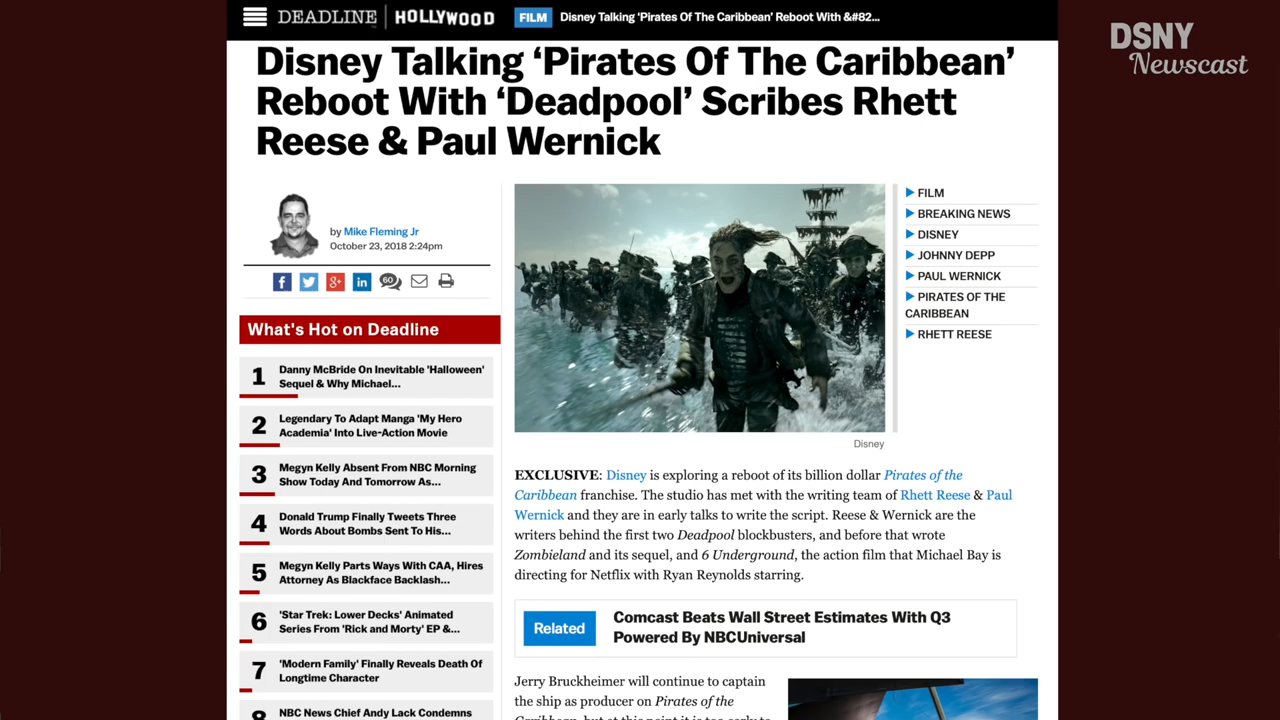 DEADLINE | HOLLYWOOD
FILM
Disney Talking ‘Pirates Of The Caribbean’ Reboot With &#82...
DSNY
Newscast
Disney Talking ‘Pirates Of The Caribbean’
Reboot With ‘Deadpool’ Scribes Rhett
Reese & Paul Wernick
by Mike Fleming Jr
October 23, 2018 2:24pm
60
What's Hot on Deadline
1
Danny McBride On Inevitable 'Halloween'
Sequel & Why Michael...
2
Legendary To Adapt Manga 'My Hero
Academia' Into Live-Action Movie
3
Megyn Kelly Absent From NBC Morning
Show Today And Tomorrow As...
4
Donald Trump Finally Tweets Three
Words About Bombs Sent To His...
5
Megyn Kelly Parts Ways With CAA, Hires
Attorney As Blackface Backlash...
6
'Star Trek: Lower Decks' Animated
Series From 'Rick and Morty' EP &...
7
'Modern Family' Finally Reveals Death Of
Longtime Character
8
NBC News Chief Andy Lack Condemns
FILM
BREAKING NEWS
DISNEY
JOHNNY DEPP
PAUL WERNICK
PIRATES OF THE
CARIBBEAN
RHETT REESE
Disney
EXCLUSIVE: Disney is exploring a reboot of its billion dollar Pirates of the
Caribbean franchise. The studio has met with the writing team of Rhett Reese & Paul
Wernick and they are in early talks to write the script. Reese & Wernick are the
writers behind the first two Deadpool blockbusters, and before that wrote
Zombieland and its sequel, and 6 Underground, the action film that Michael Bay is
directing for Netflix with Ryan Reynolds starring.
Related
Comcast Beats Wall Street Estimates With Q3
Powered By NBCUniversal
Jerry Bruckheimer will continue to captain
the ship as producer on Pirates of the
Caribbean, but at this point it is too early to